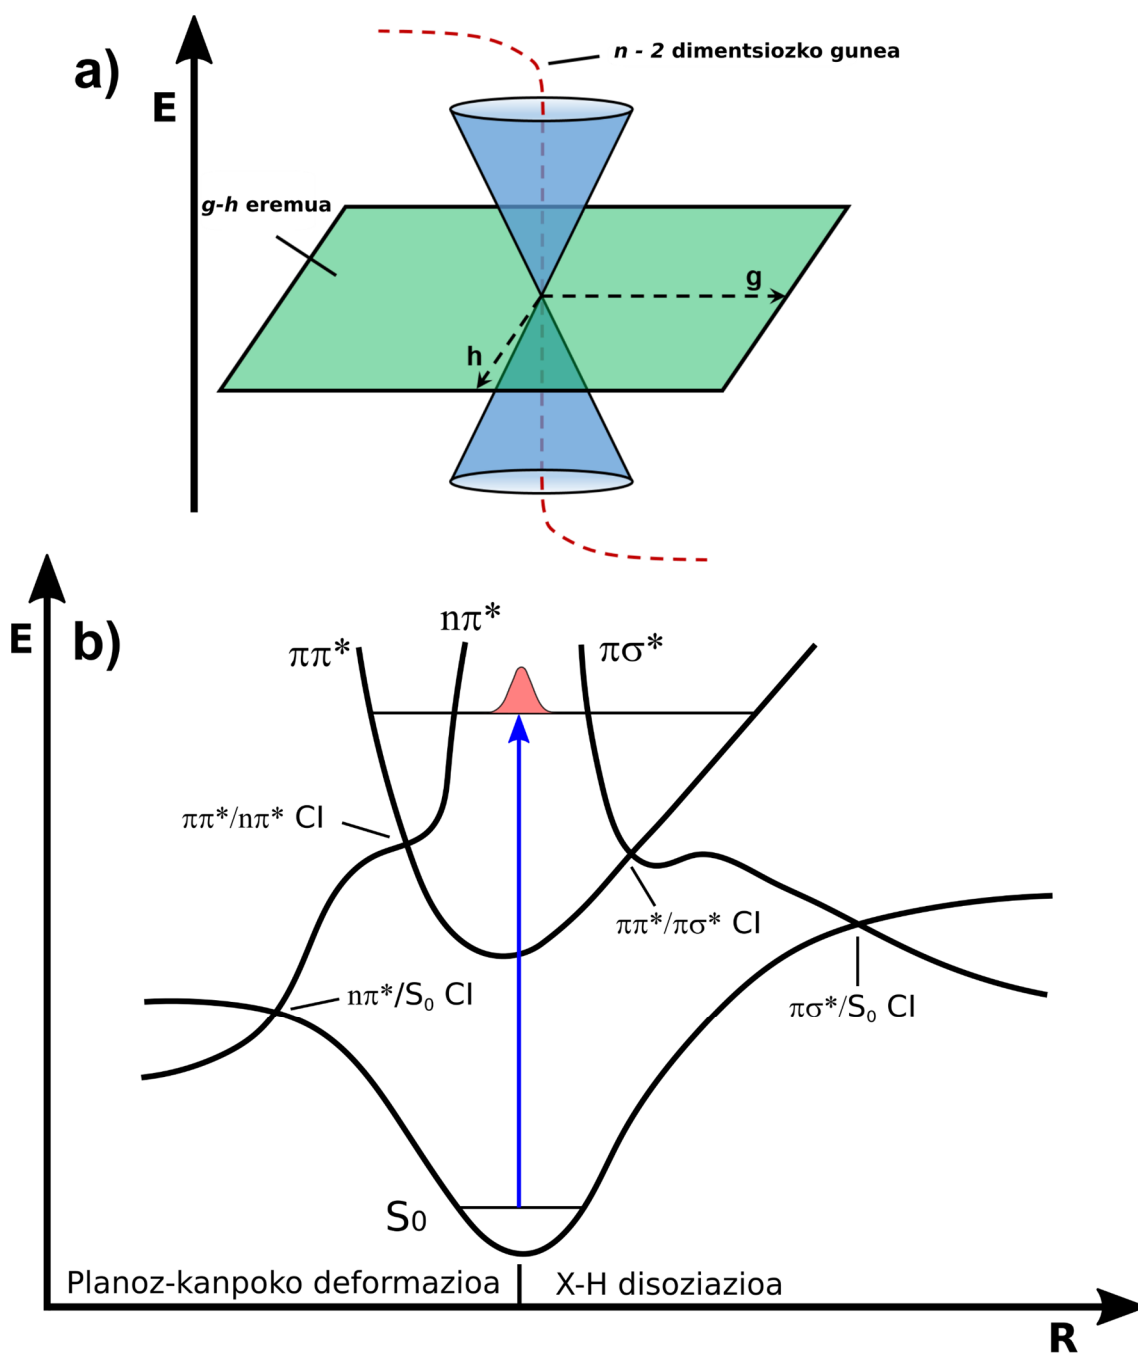 a)
E
n - 2 dimentsiozko gunea
g-h eremua
g
h
E
b)
ππ*
nπ*
πσ*
ππ*/nπ* CI
ππ*/πσ* CI
nπ*/S₀ CI
πσ*/S₀ CI
S₀
Planoz-kanpoko deformazioa
X-H disoziazioa
R